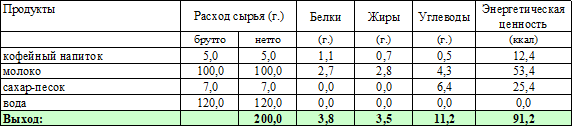 Продукты Расход сырья (г.) Белки Жиры Углеводы Энергетическая ценность
брутто нетто (г.) (г.) (г.) (ккал)
кофейный напиток 5,0 5,0 1,1 0,7 0,5 12,4
молоко 100,0 100,0 2,7 2,8 4,3 53,4
сахар-песок 7,0 7,0 0,0 0,0 6,4 25,4
вода 120,0 120,0 0,0 0,0 0,0 0,0
Выход: 200,0 3,8 3,5 11,2 91,2